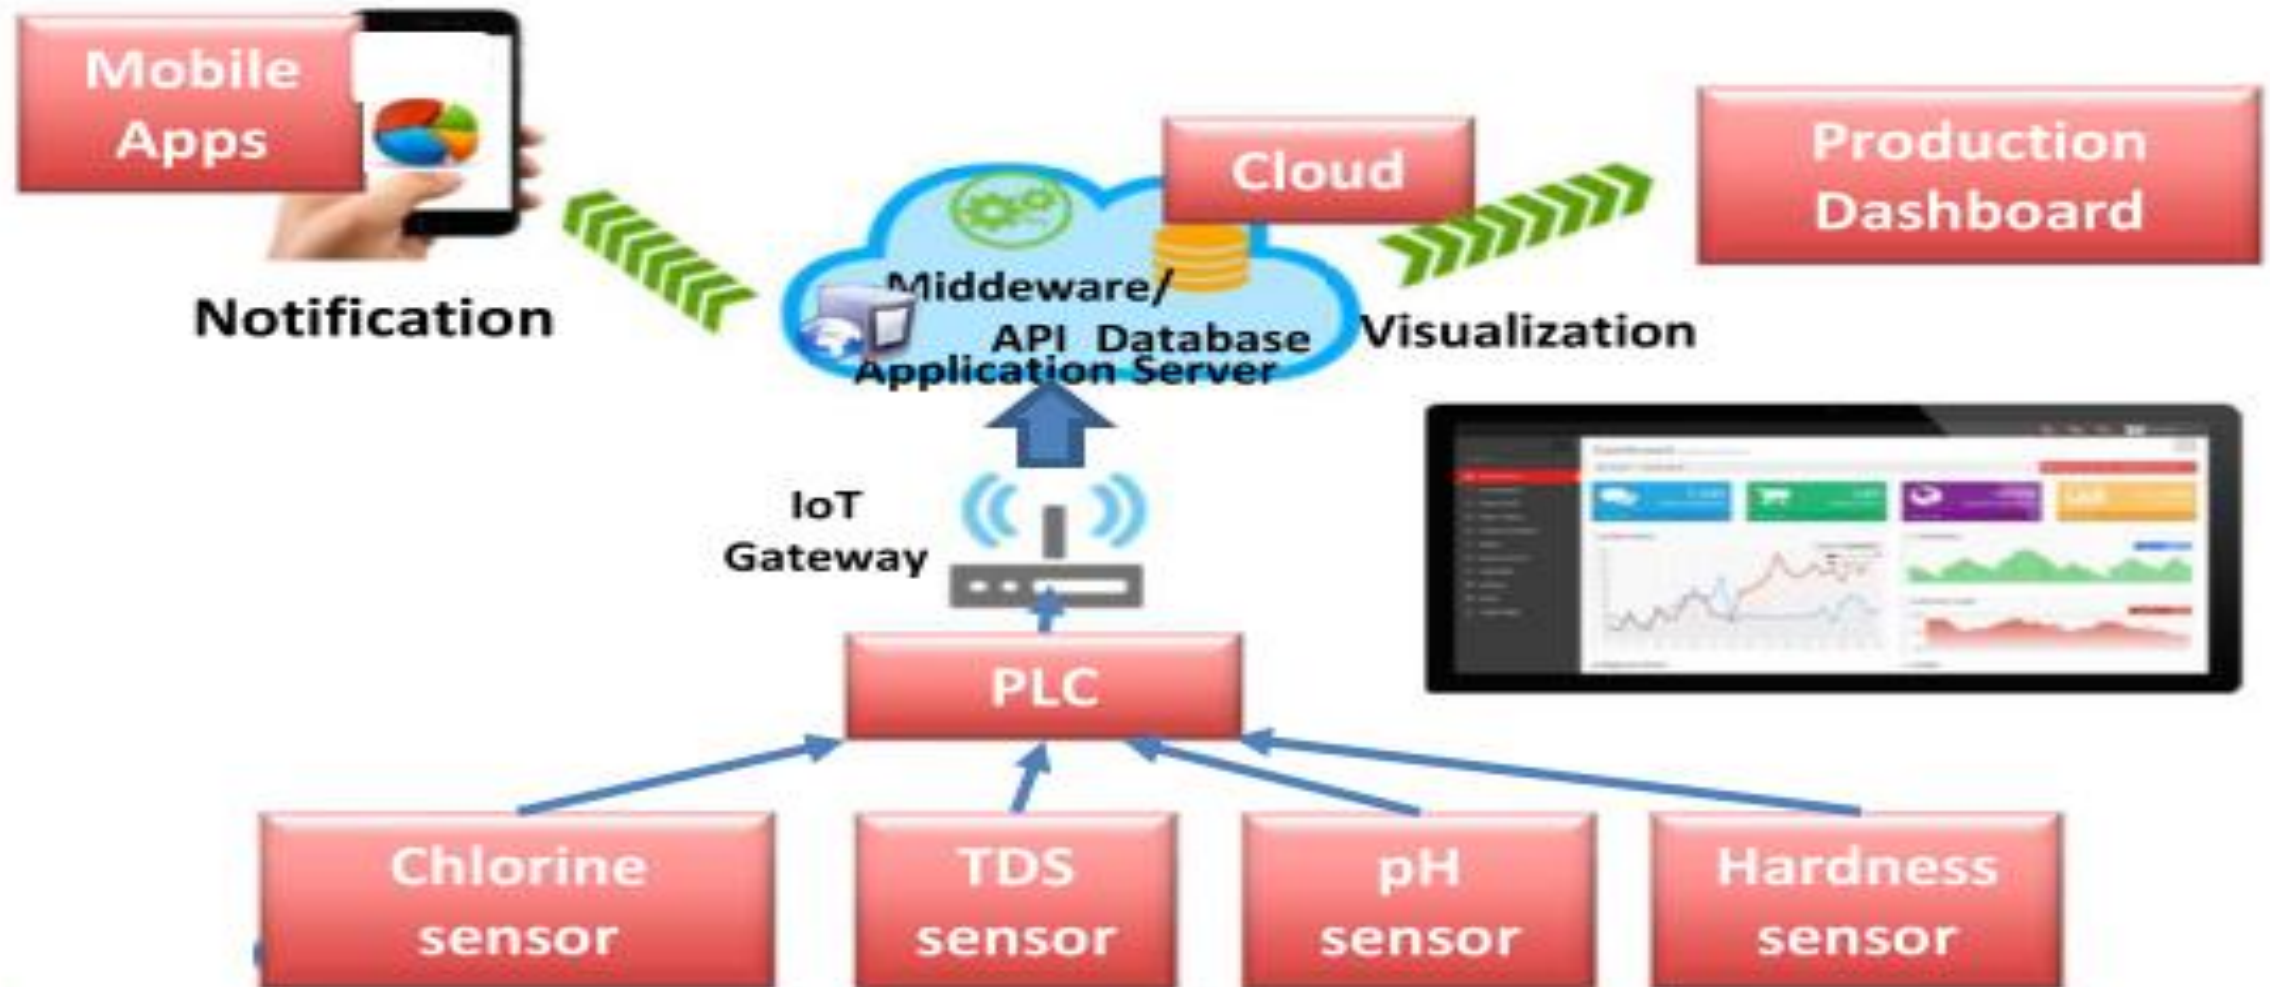 Mobile
Apps
Cloud
Production
Dashboard
Notification
Middeware/
API Database
Application Server
Visualization
IoT
Gateway
PLC
Chlorine
sensor
TDS
sensor
pH
sensor
Hardness
sensor